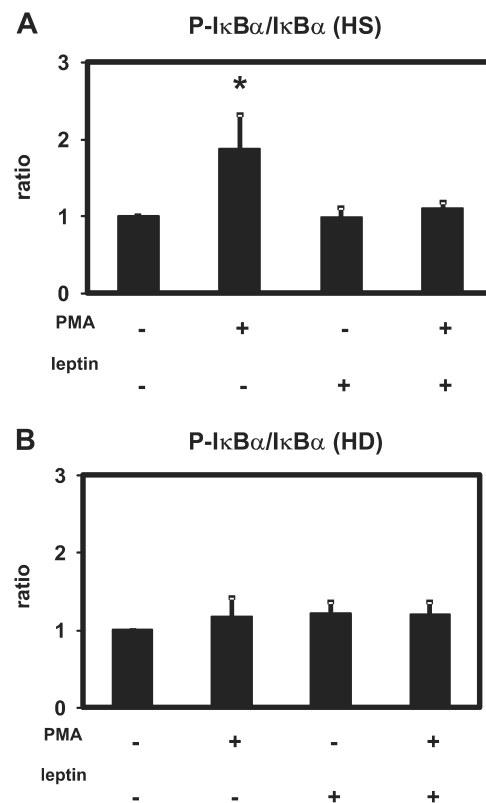 A
P-IκBα/IκBα (HS)
3
*
2
1
0
ratio
PMA - + - +
leptin - - + +
B
P-IκBα/IκBα (HD)
3
2
1
0
ratio
PMA - + - +
leptin - - + +